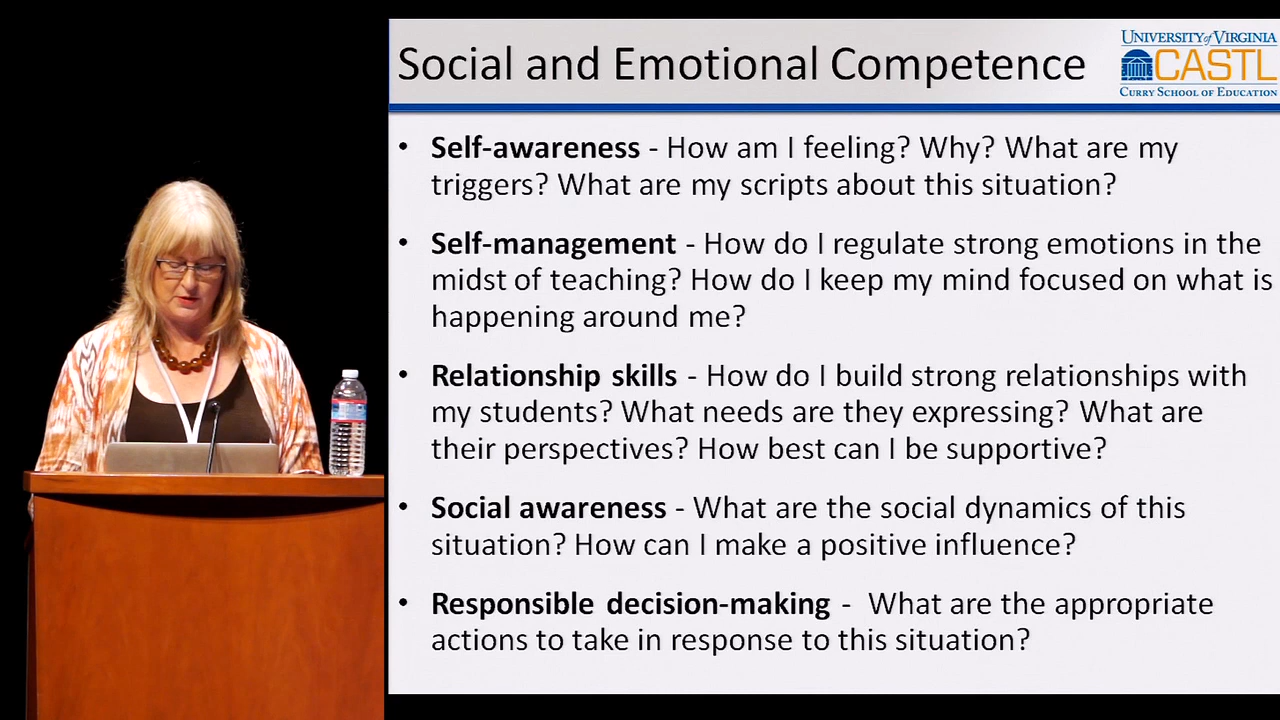 Social and Emotional Competence
UNIVERSITY of VIRGINIA
CASTL
CURRY SCHOOL OF EDUCATION
• Self-awareness - How am I feeling? Why? What are my
triggers? What are my scripts about this situation?
• Self-management - How do I regulate strong emotions in the
midst of teaching? How do I keep my mind focused on what is
happening around me?
• Relationship skills - How do I build strong relationships with
my students? What needs are they expressing? What are
their perspectives? How best can I be supportive?
• Social awareness - What are the social dynamics of this
situation? How can I make a positive influence?
• Responsible decision-making - What are the appropriate
actions to take in response to this situation?